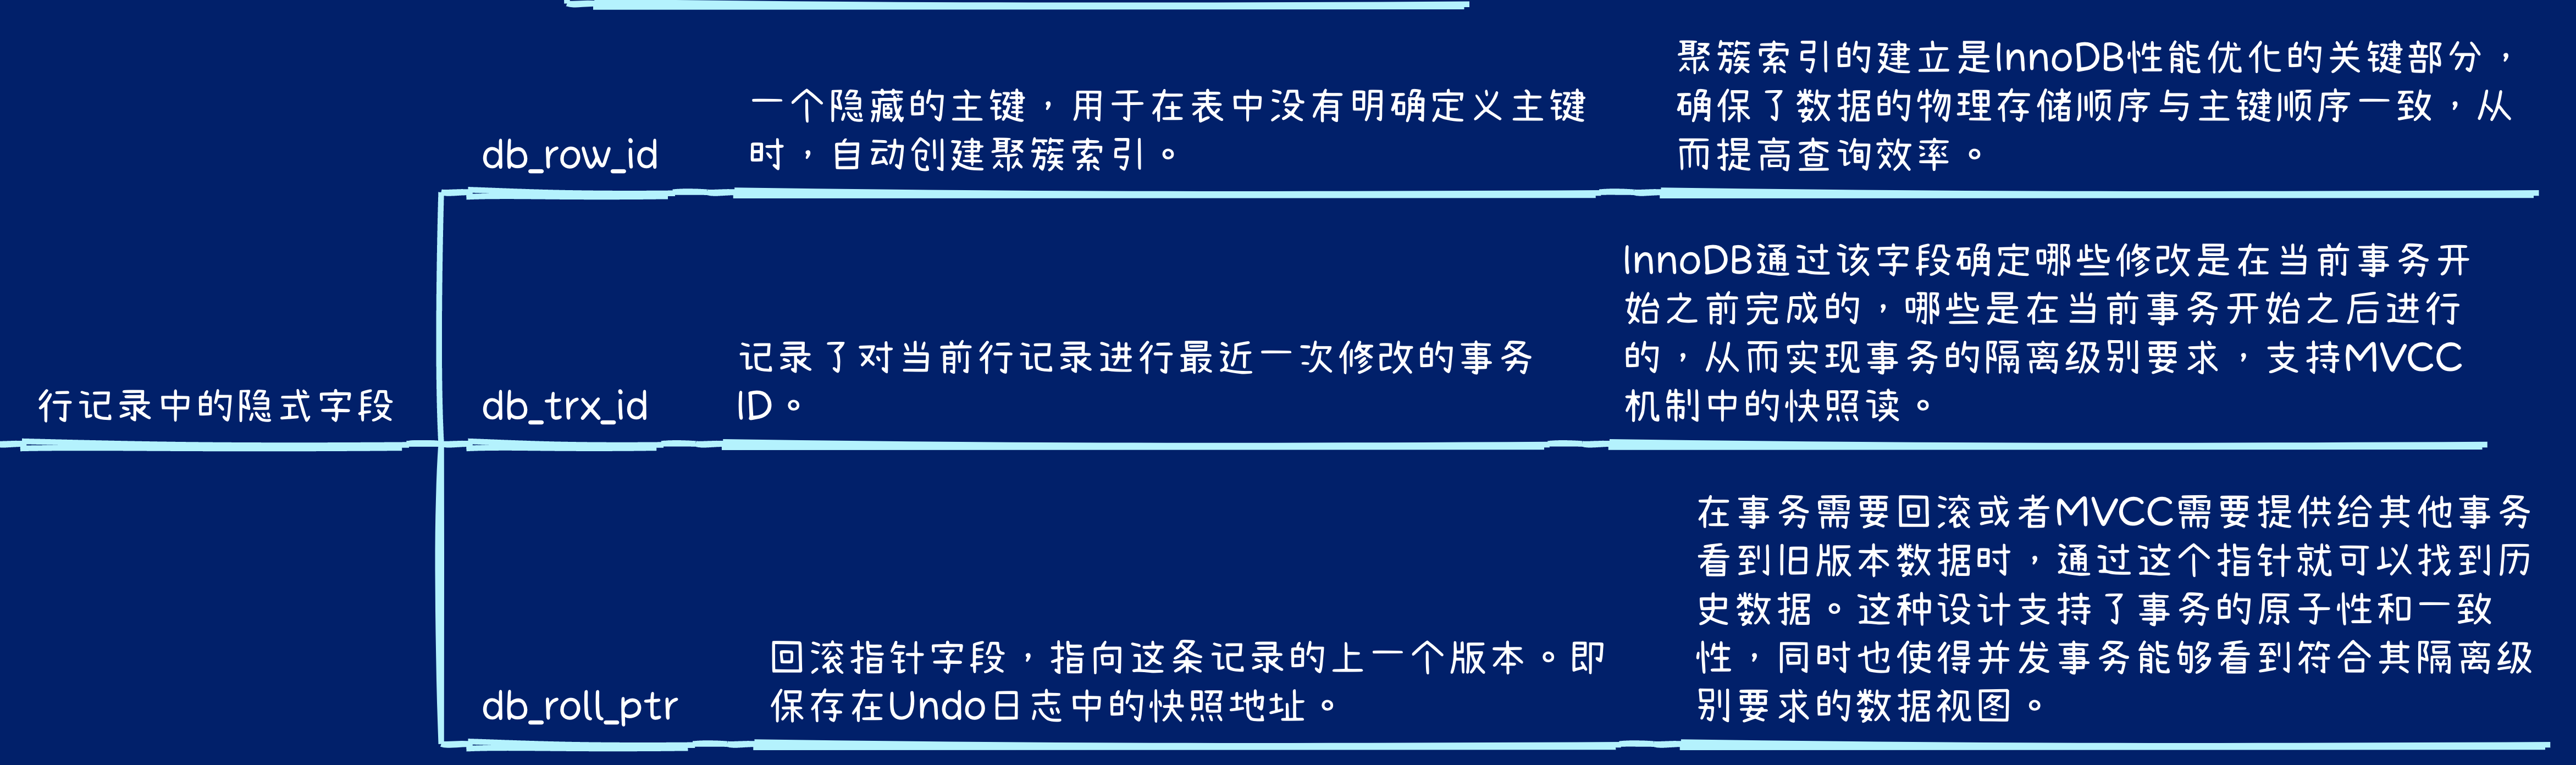 行记录中的隐式字段
db_row_id
一个隐藏的主键，用于在表中没有明确定义主键
时，自动创建聚簇索引。
聚簇索引的建立是InnoDB性能优化的关键部分，
确保了数据的物理存储顺序与主键顺序一致，从
而提高查询效率。
db_trx_id
记录了对当前行记录进行最近一次修改的事务
ID。
InnoDB通过该字段确定哪些修改是在当前事务开
始之前完成的，哪些是在当前事务开始之后进行
的，从而实现事务的隔离级别要求，支持MVCC
机制中的快照读。
db_roll_ptr
回滚指针字段，指向这条记录的上一个版本。即
保存在Undo日志中的快照地址。
在事务需要回滚或者MVCC需要提供给其他事务
看到旧版本数据时，通过这个指针就可以找到历
史数据。这种设计支持了事务的原子性和一致
性，同时也使得并发事务能够看到符合其隔离级
别要求的数据视图。